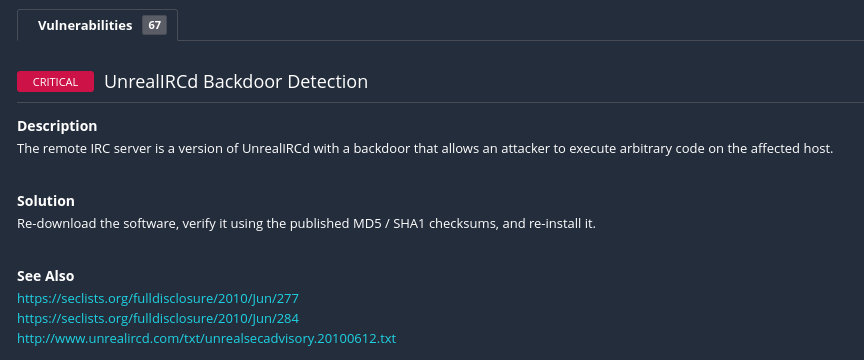 Vulnerabilities 67
CRITICAL UnrealIRCd Backdoor Detection
Description
The remote IRC server is a version of UnrealIRCd with a backdoor that allows an attacker to execute arbitrary code on the affected host.
Solution
Re-download the software, verify it using the published MD5 / SHA1 checksums, and re-install it.
See Also
https://seclists.org/fulldisclosure/2010/Jun/277
https://seclists.org/fulldisclosure/2010/Jun/284
http://www.unrealircd.com/txt/unrealsecadvisory.20100612.txt